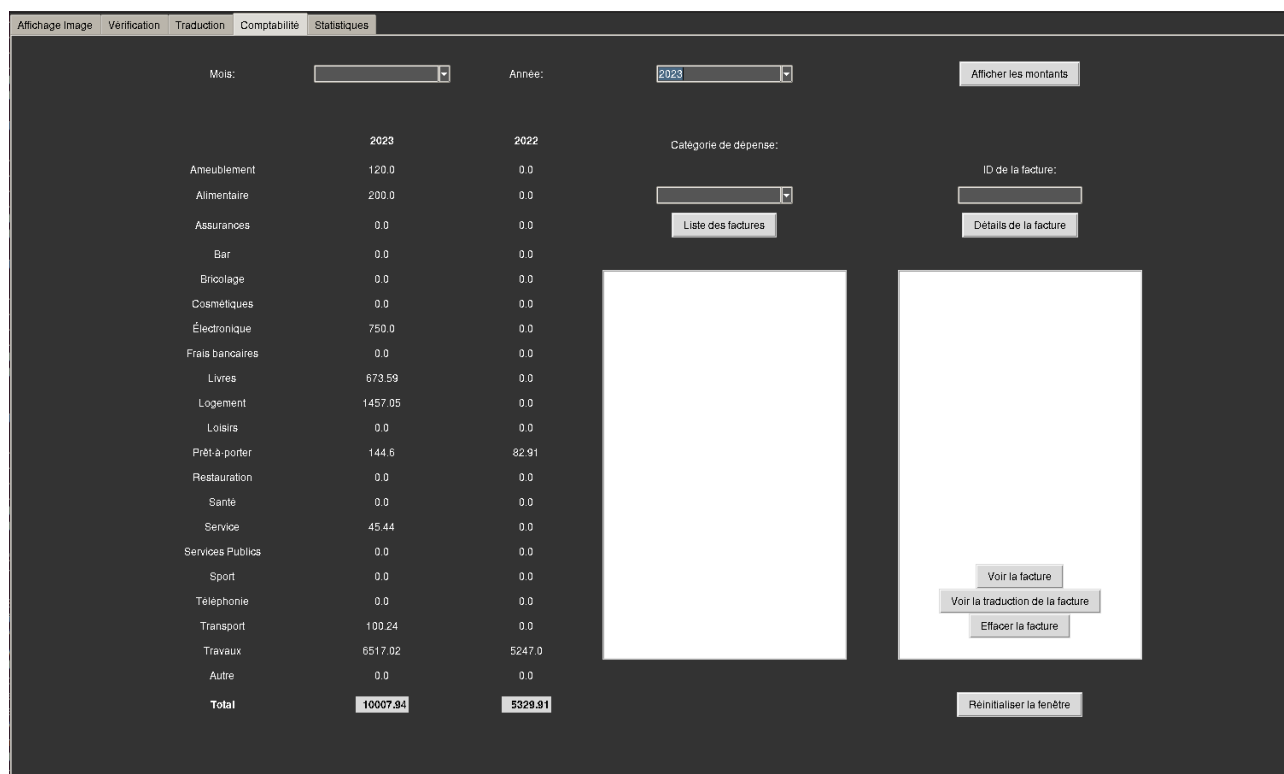 Affichage Image Vérification Traduction Comptabilité Statistiques
Mois: Année: 2023 Afficher les montants
2023 2022 Catégorie de dépense:
Ameublement 120.0 0.0 ID de la facture:
Alimentaire 200.0 0.0
Assurances 0.0 0.0 Liste des factures Détails de la facture
Bar 0.0 0.0
Bricolage 0.0 0.0
Cosmétiques 0.0 0.0
Électronique 750.0 0.0
Frais bancaires 0.0 0.0
Livres 673.59 0.0
Logement 1457.05 0.0
Loisirs 0.0 0.0
Prêt-à-porter 144.6 82.91
Restauration 0.0 0.0
Santé 0.0 0.0
Service 45.44 0.0
Services Publics 0.0 0.0
Sport 0.0 0.0 Voir la facture
Téléphonie 0.0 0.0 Voir la traduction de la facture
Transport 100.24 0.0 Effacer la facture
Travaux 6517.02 5247.0
Autre 0.0 0.0
Total 10007.94 5329.91 Réinitialiser la fenêtre